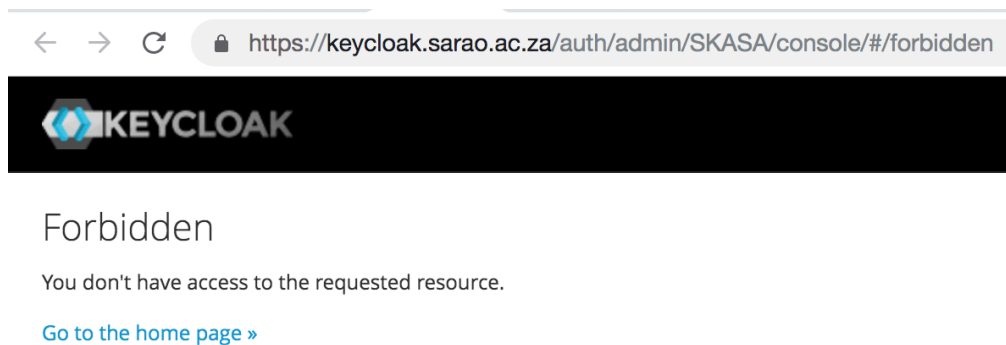 https://keycloak.sarao.ac.za/auth/admin/SKASA/console/#/forbidden
KEYCLOAK
Forbidden
You don't have access to the requested resource.
Go to the home page »